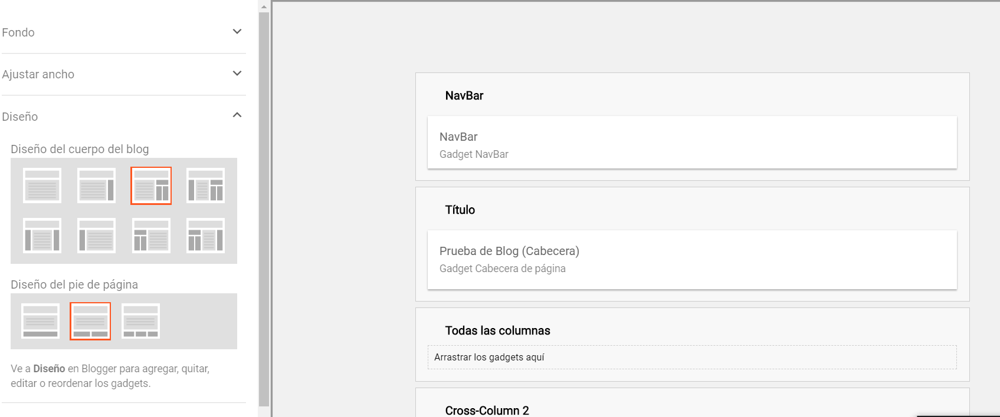 Fondo
Ajustar ancho
Diseño
Diseño del cuerpo del blog
Diseño del pie de página
Ve a Diseño en Blogger para agregar, quitar,
editar o reordenar los gadgets.
NavBar
NavBar
Gadget NavBar
Título
Prueba de Blog (Cabecera)
Gadget Cabecera de página
Todas las columnas
Arrastrar los gadgets aquí
Cross-Column 2